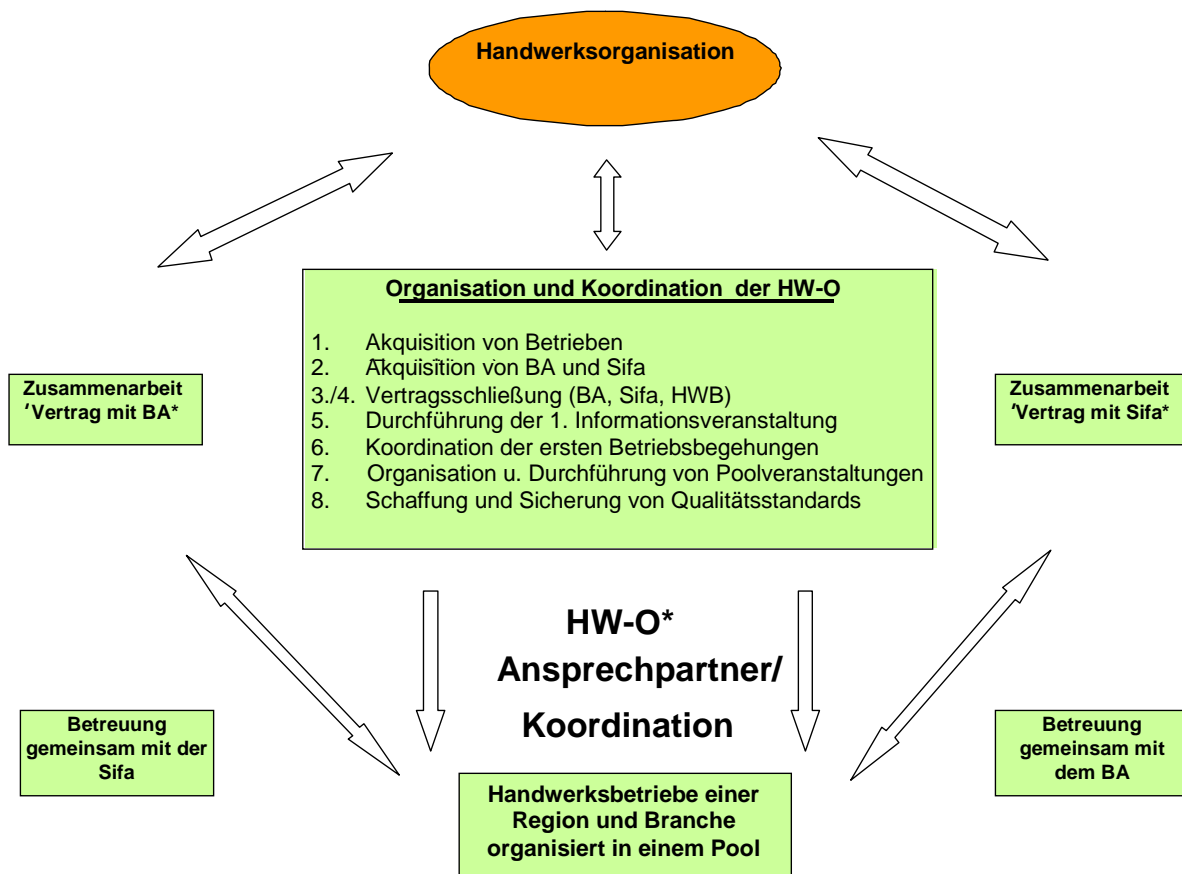 Handwerksorganisation
Organisation und Koordination der HW-O
1. Akquisition von Betrieben
2. Akquisition von BA und Sifa
3./4. Vertragsschließung (BA, Sifa, HWB)
5. Durchführung der 1. Informationsveranstaltung
6. Koordination der ersten Betriebsbegehungen
7. Organisation u. Durchführung von Poolveranstaltungen
8. Schaffung und Sicherung von Qualitätsstandards
Zusammenarbeit
'Vertrag mit BA*
Zusammenarbeit
'Vertrag mit Sifa*
HW-O*
Ansprechpartner/
Koordination
Betreuung
gemeinsam mit der
Sifa
Betreuung
gemeinsam mit
dem BA
Handwerksbetriebe einer
Region und Branche
organisiert in einem Pool